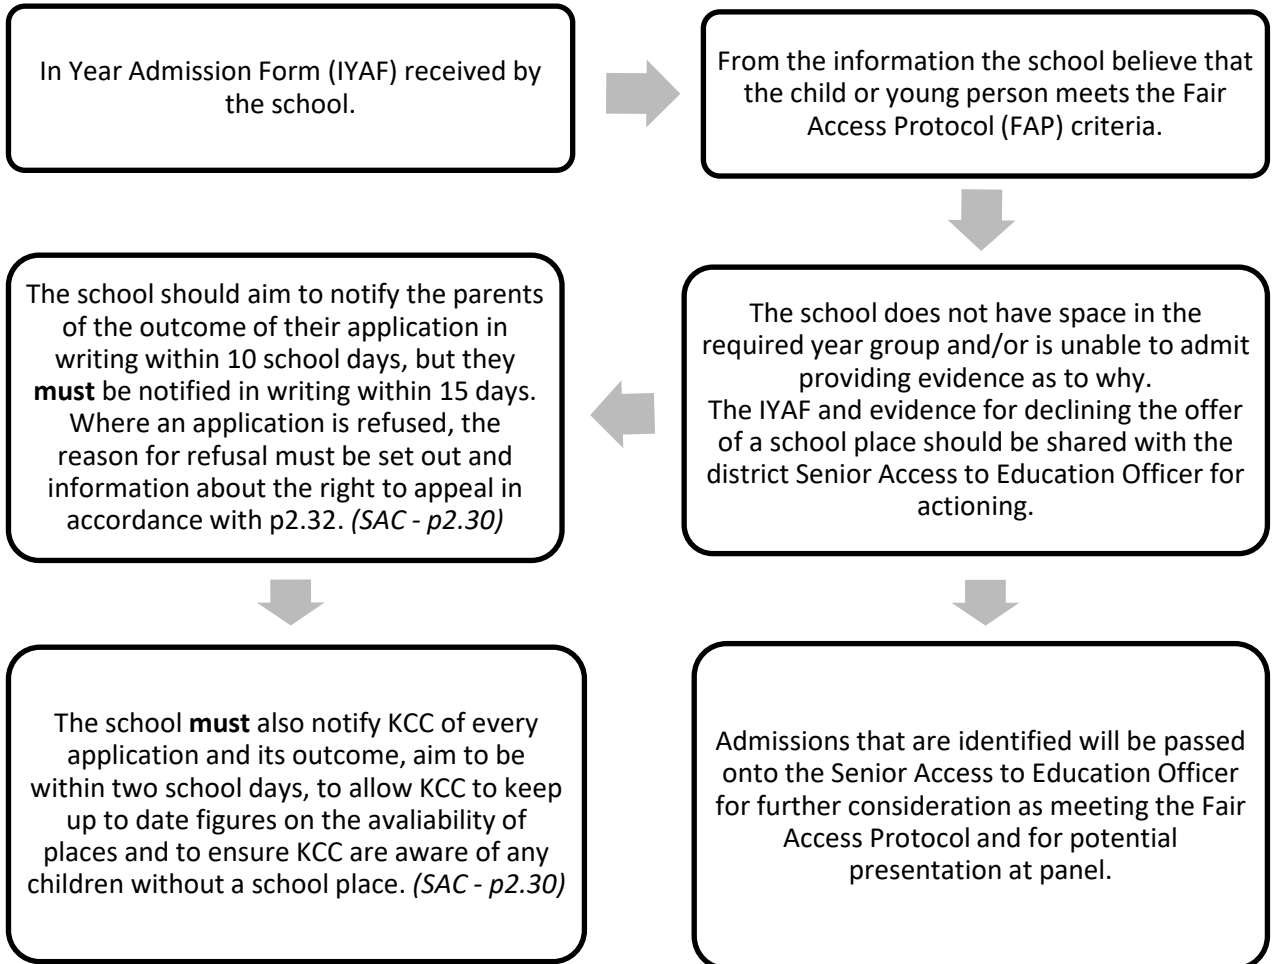 In Year Admission Form (IYAF) received by
the school.
From the information the school believe that
the child or young person meets the Fair
Access Protocol (FAP) criteria.
The school does not have space in the
required year group and/or is unable to admit
providing evidence as to why.
The IYAF and evidence for declining the offer
of a school place should be shared with the
district Senior Access to Education Officer for
actioning.
The school should aim to notify the parents
of the outcome of their application in
writing within 10 school days, but they
must be notified in writing within 15 days.
Where an application is refused, the
reason for refusal must be set out and
information about the right to appeal in
accordance with p2.32. (SAC - p2.30)
The school must also notify KCC of every
application and its outcome, aim to be
within two school days, to allow KCC to keep
up to date figures on the avaliability of
places and to ensure KCC are aware of any
children without a school place. (SAC - p2.30)
Admissions that are identified will be passed
onto the Senior Access to Education Officer
for further consideration as meeting the Fair
Access Protocol and for potential
presentation at panel.